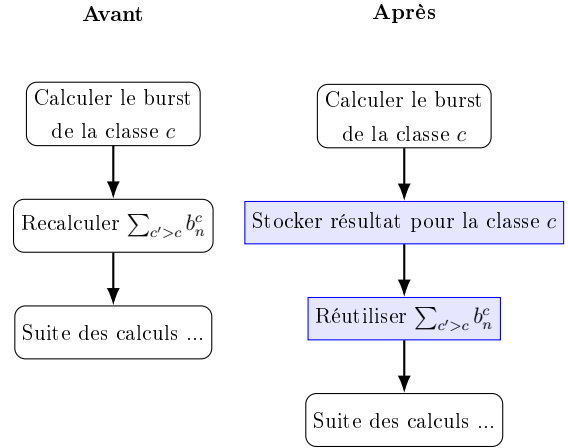 Avant
Calculer le burst
de la classe c
Recalculer ∑_{c'>c} b_n^c
Suite des calculs ...
Après
Calculer le burst
de la classe c
Stocker résultat pour la classe c
Réutiliser ∑_{c'>c} b_n^c
Suite des calculs ...